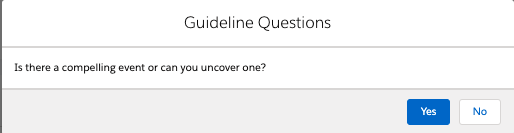 Guideline Questions
Is there a compelling event or can you uncover one?
Yes
No